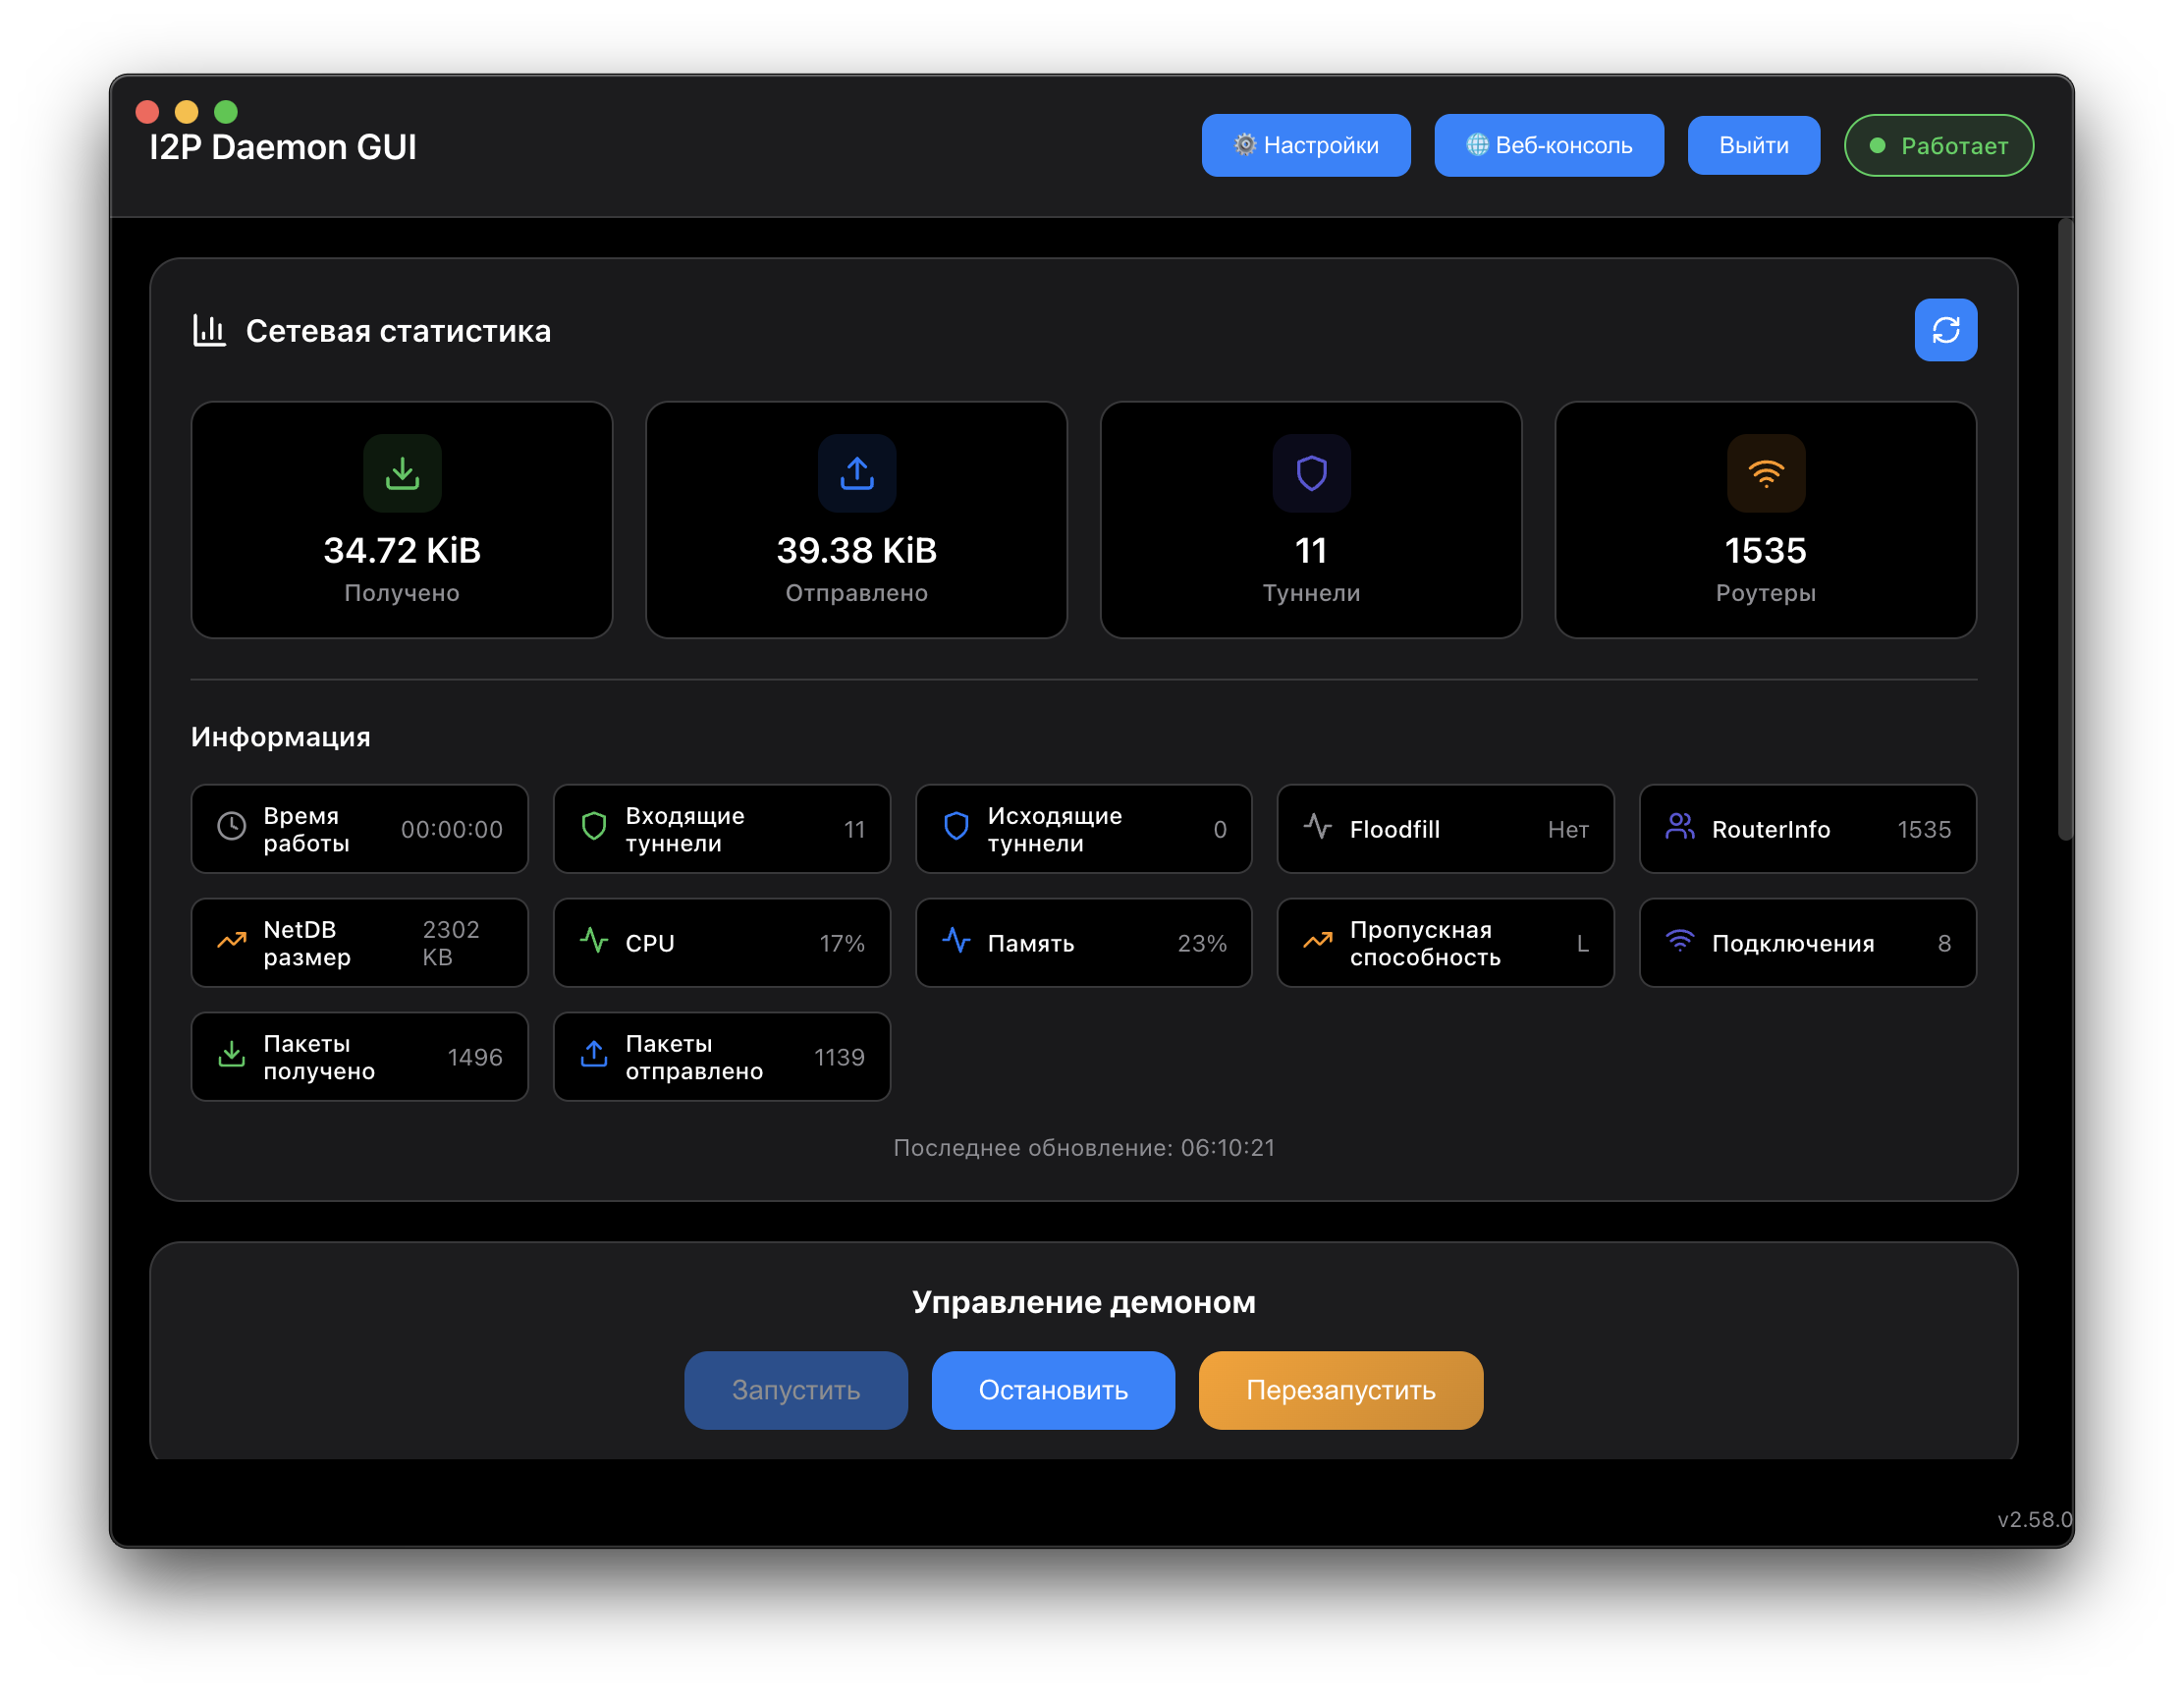 I2P Daemon GUI
Настройки
Веб-консоль
Выйти
Работает
Сетевая статистика
34.72 KiB
Получено
39.38 KiB
Отправлено
11
Туннели
1535
Роутеры
Информация
Время
работы
00:00:00
Входящие
туннели
11
Исходящие
туннели
0
Floodfill
Нет
RouterInfo
1535
NetDB
размер
2302
KB
CPU
17%
Память
23%
Пропускная
способность
L
Подключения
8
Пакеты
получено
1496
Пакеты
отправлено
1139
Последнее обновление: 06:10:21
Управление демоном
Запустить
Остановить
Перезапустить
v2.58.0